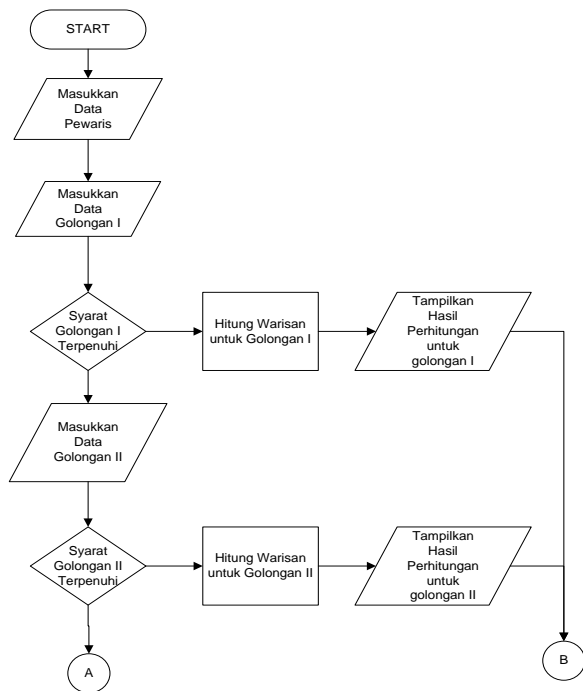 START
Masukkan
Data
Pewaris
Masukkan
Data
Golongan I
Syarat
Golongan I
Terpenuhi
Hitung Warisan
untuk Golongan I
Tampilkan
Hasil
Perhitungan
untuk
golongan I
Masukkan
Data
Golongan II
Syarat
Golongan II
Terpenuhi
Hitung Warisan
untuk Golongan II
Tampilkan
Hasil
Perhitungan
untuk
golongan II
A
B